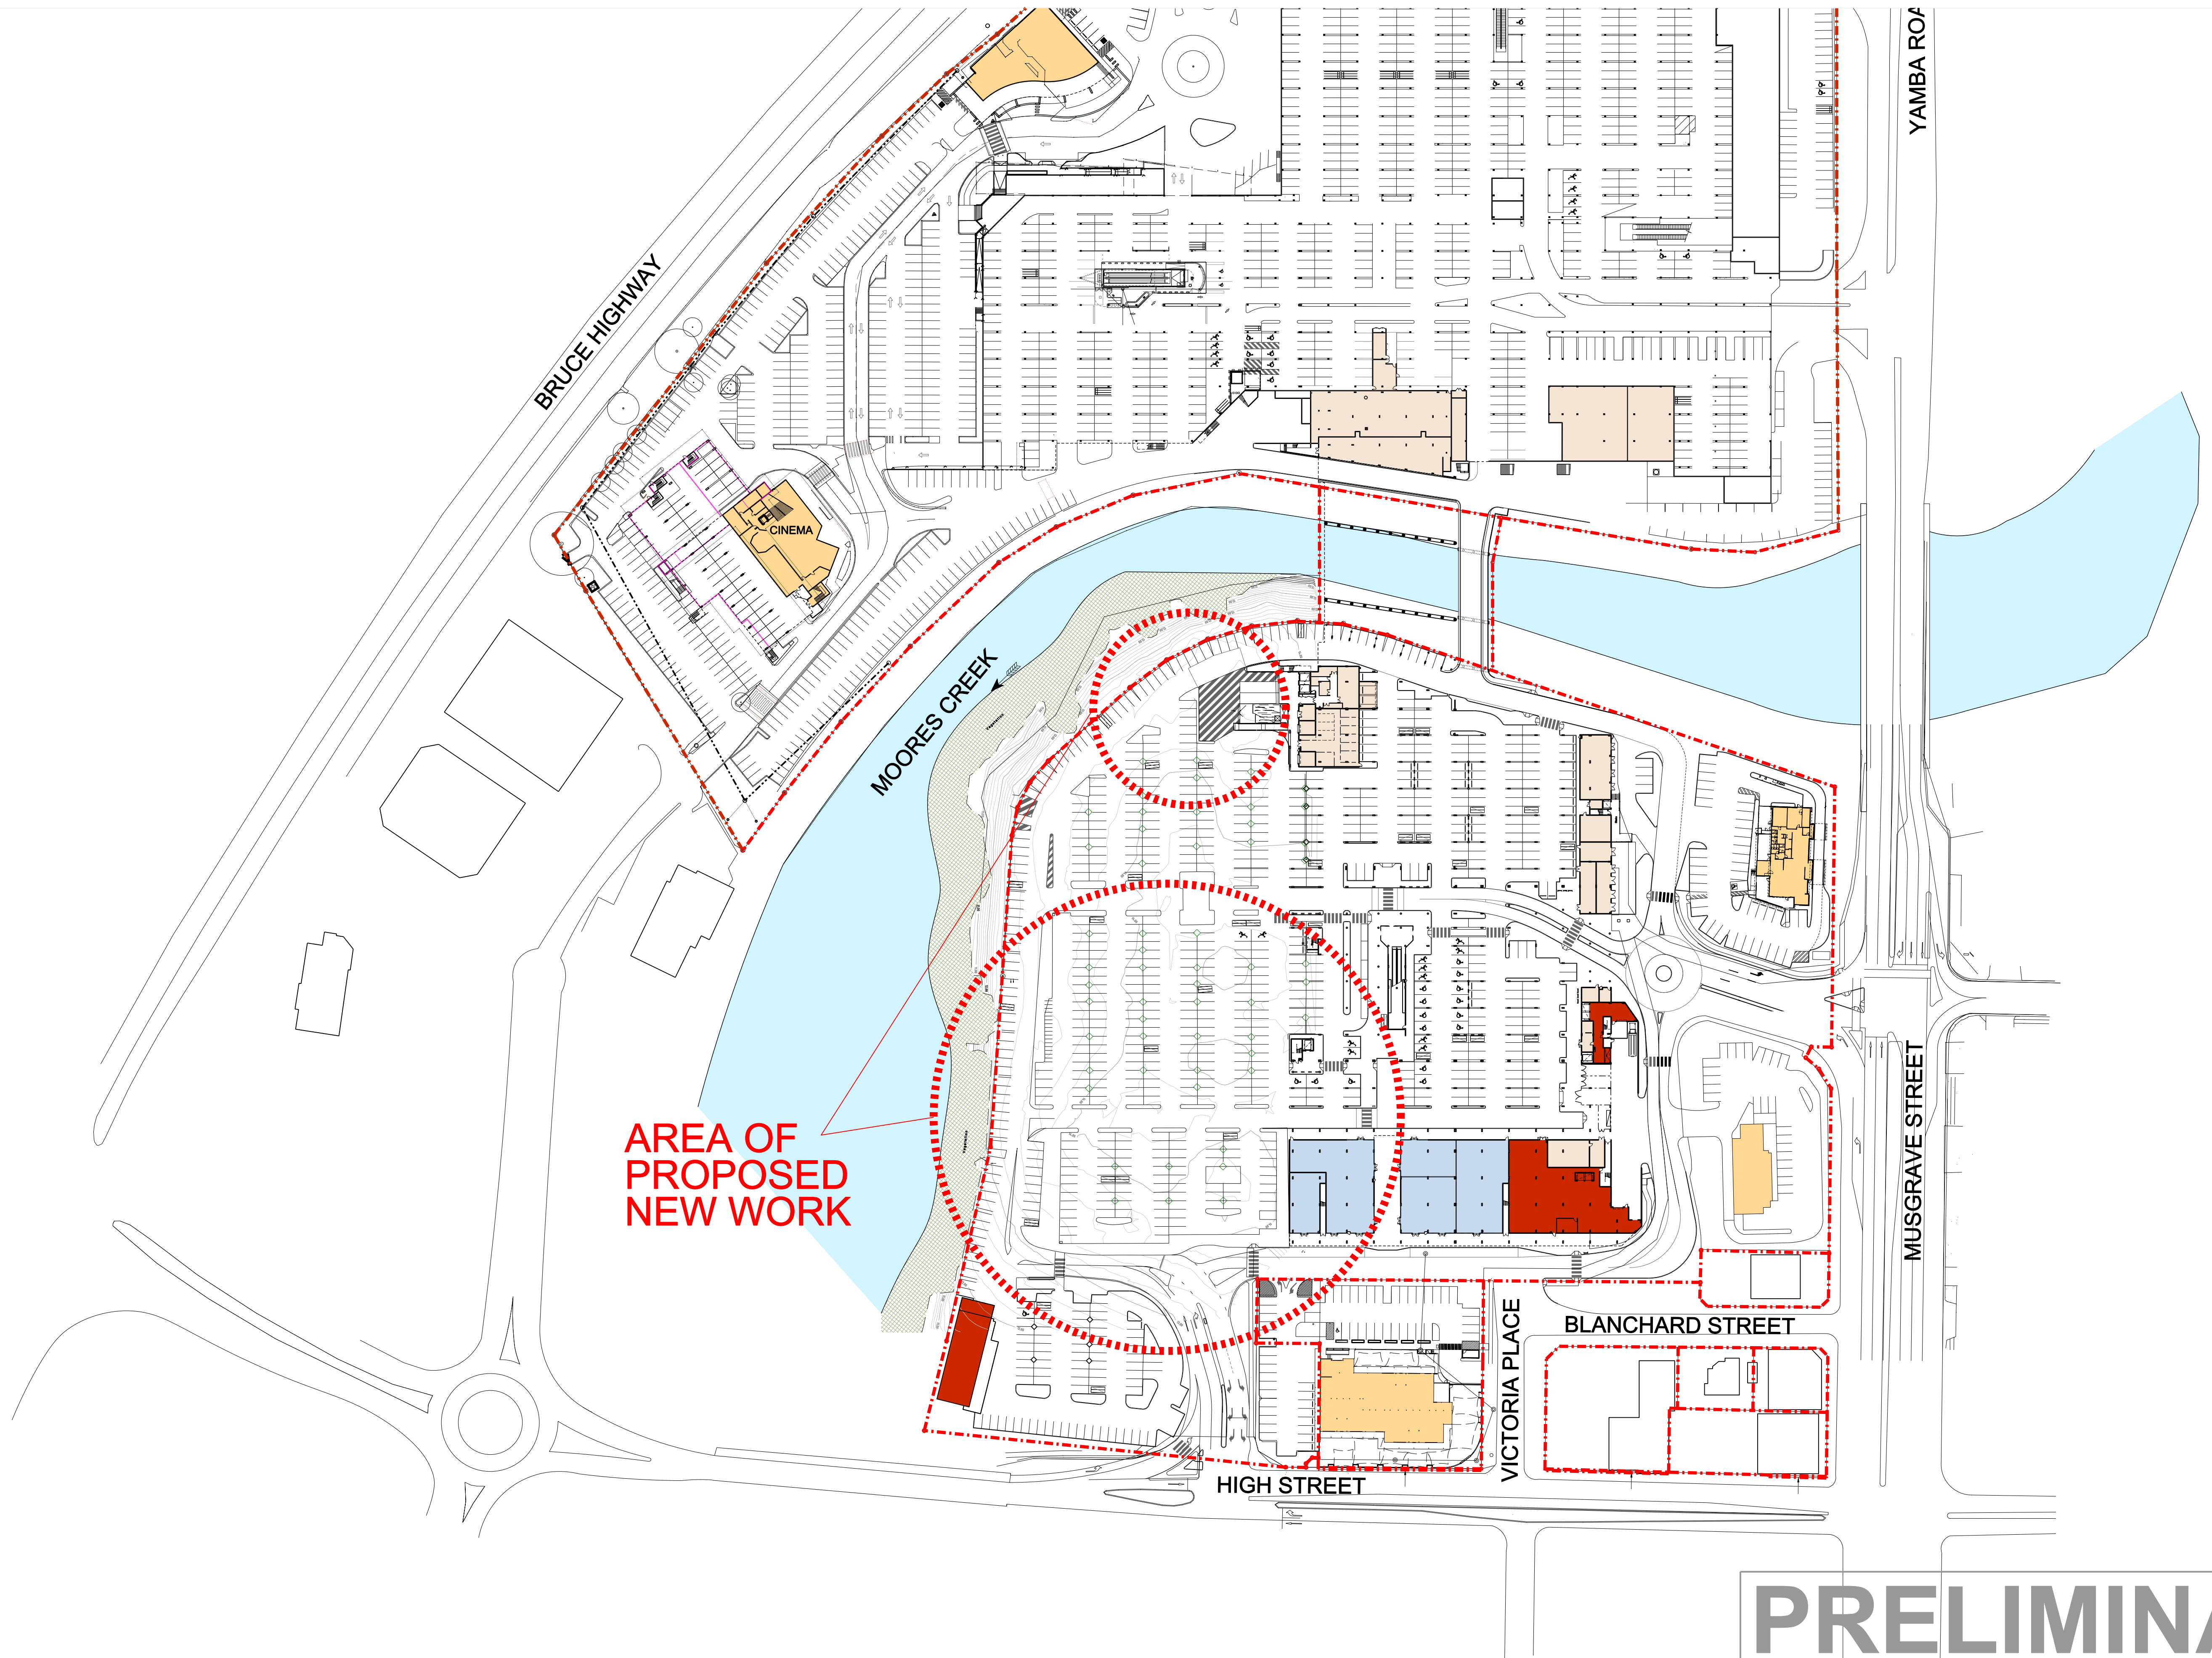 YAMBA ROA
BRUCE HIGHWAY
CINEMA
MOORES CREEK
AREA OF
PROPOSED
NEW WORK
MUSGRAVE STREET
VICTORIA PLACE
BLANCHARD STREET
HIGH STREET
PRELIMINA